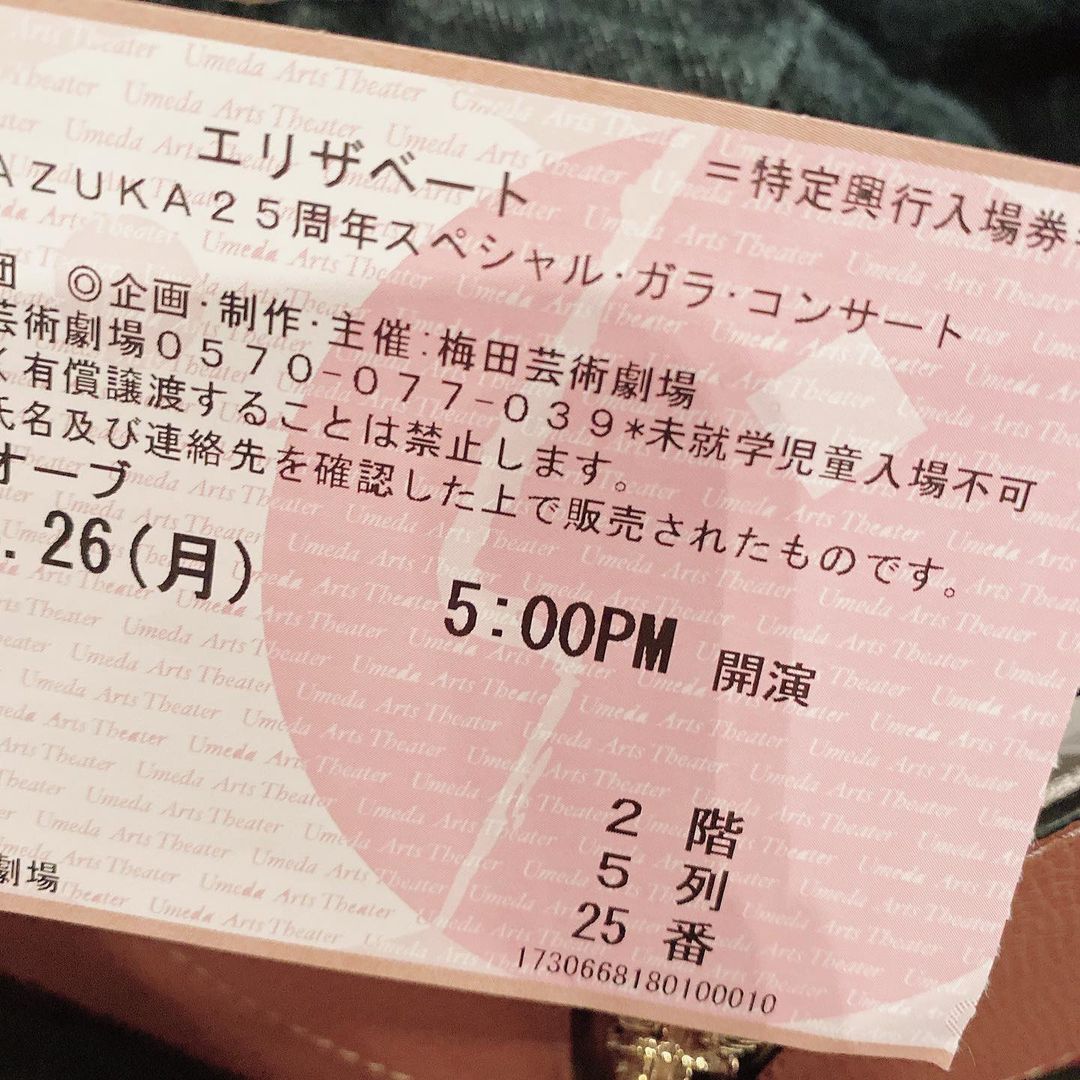 エリザベート
＝特定興行入場券＝
AZUKA25周年スペシャル・ガラ・コンサート
団 ◎企画・制作・主催:梅田芸術劇場
芸術劇場0570-077-039*未就学児童入場不可
く有償譲渡することは禁止します。
氏名及び連絡先を確認した上で販売されたものです。
オーブ
. 26(月) 5:00PM 開演
2 階
5 列
25 番
劇場
1730668180100010
Umeda Arts Theater